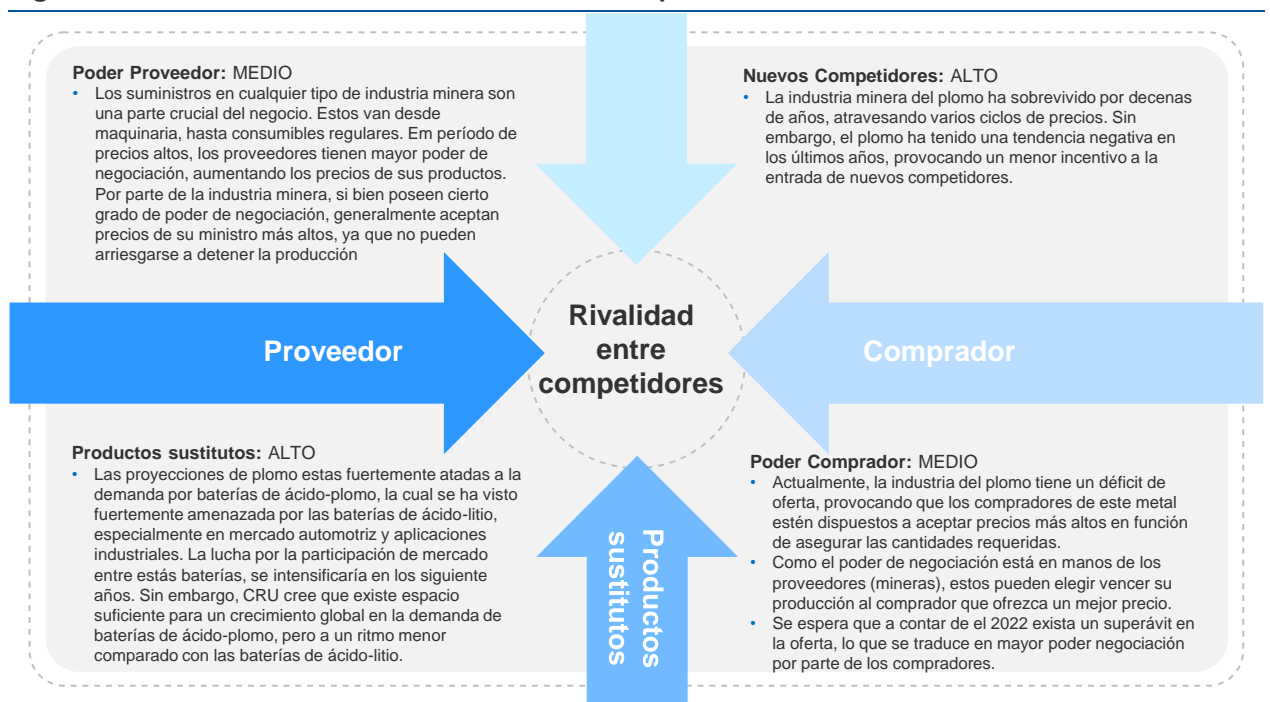 Poder Proveedor: MEDIO
• Los suministros en cualquier tipo de industria minera son
una parte crucial del negocio. Estos van desde
maquinaria, hasta consumibles regulares. Em período de
precios altos, los proveedores tienen mayor poder de
negociación, aumentando los precios de sus productos.
Por parte de la industria minera, si bien poseen cierto
grado de poder de negociación, generalmente aceptan
precios de su ministro más altos, ya que no pueden
arriesgarse a detener la producción
Nuevos Competidores: ALTO
• La industria minera del plomo ha sobrevivido por decenas
de años, atravesando varios ciclos de precios. Sin
embargo, el plomo ha tenido una tendencia negativa en
los últimos años, provocando un menor incentivo a la
entrada de nuevos competidores.
Proveedor
Rivalidad
entre
competidores
Comprador
Productos sustitutos: ALTO
• Las proyecciones de plomo estas fuertemente atadas a la
demanda por baterías de ácido-plomo, la cual se ha visto
fuertemente amenazada por las baterías de ácido-litio,
especialmente en mercado automotriz y aplicaciones
industriales. La lucha por la participación de mercado
entre estás baterías, se intensificaría en los siguiente
años. Sin embargo, CRU cree que existe espacio
suficiente para un crecimiento global en la demanda de
baterías de ácido-plomo, pero a un ritmo menor
comparado con las baterías de ácido-litio.
Productos
sustitutos
Poder Comprador: MEDIO
• Actualmente, la industria del plomo tiene un déficit de
oferta, provocando que los compradores de este metal
estén dispuestos a aceptar precios más altos en función
de asegurar las cantidades requeridas.
• Como el poder de negociación está en manos de los
proveedores (mineras), estos pueden elegir vencer su
producción al comprador que ofrezca un mejor precio.
• Se espera que a contar de el 2022 exista un superávit en
la oferta, lo que se traduce en mayor poder negociación
por parte de los compradores.